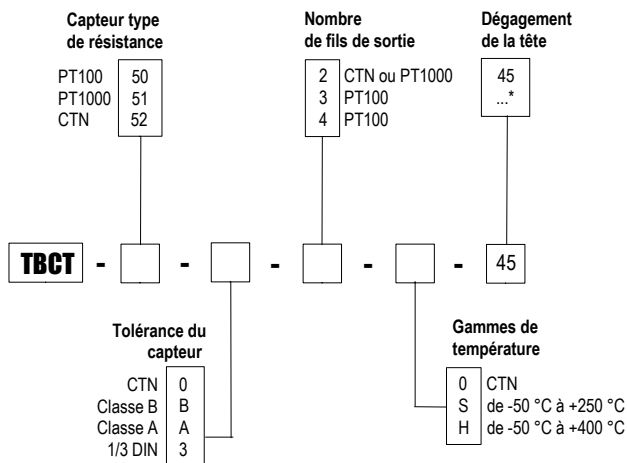 Capteur type
de résistance
PT100 50
PT1000 51
CTN 52
Nombre
de fils de sortie
2 CTN ou PT1000
3 PT100
4 PT100
Dégagement
de la tête
45
...*
TBCT - - - - - 45
Tolérance du
capteur
CTN 0
Classe B B
Classe A A
1/3 DIN 3
Gammes de
température
0 CTN
S de -50 °C à +250 °C
H de -50 °C à +400 °C